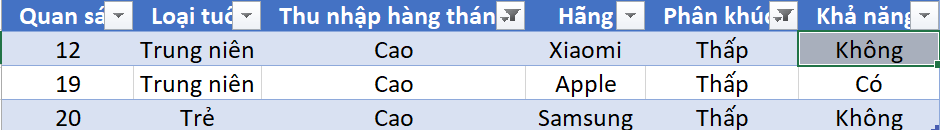 Quan sá Loại tuổ Thu nhập hàng thán Hãng Phân khúc Khả năng
12 Trung niên Cao Xiaomi Thấp Không
19 Trung niên Cao Apple Thấp Có
20 Trẻ Cao Samsung Thấp Không